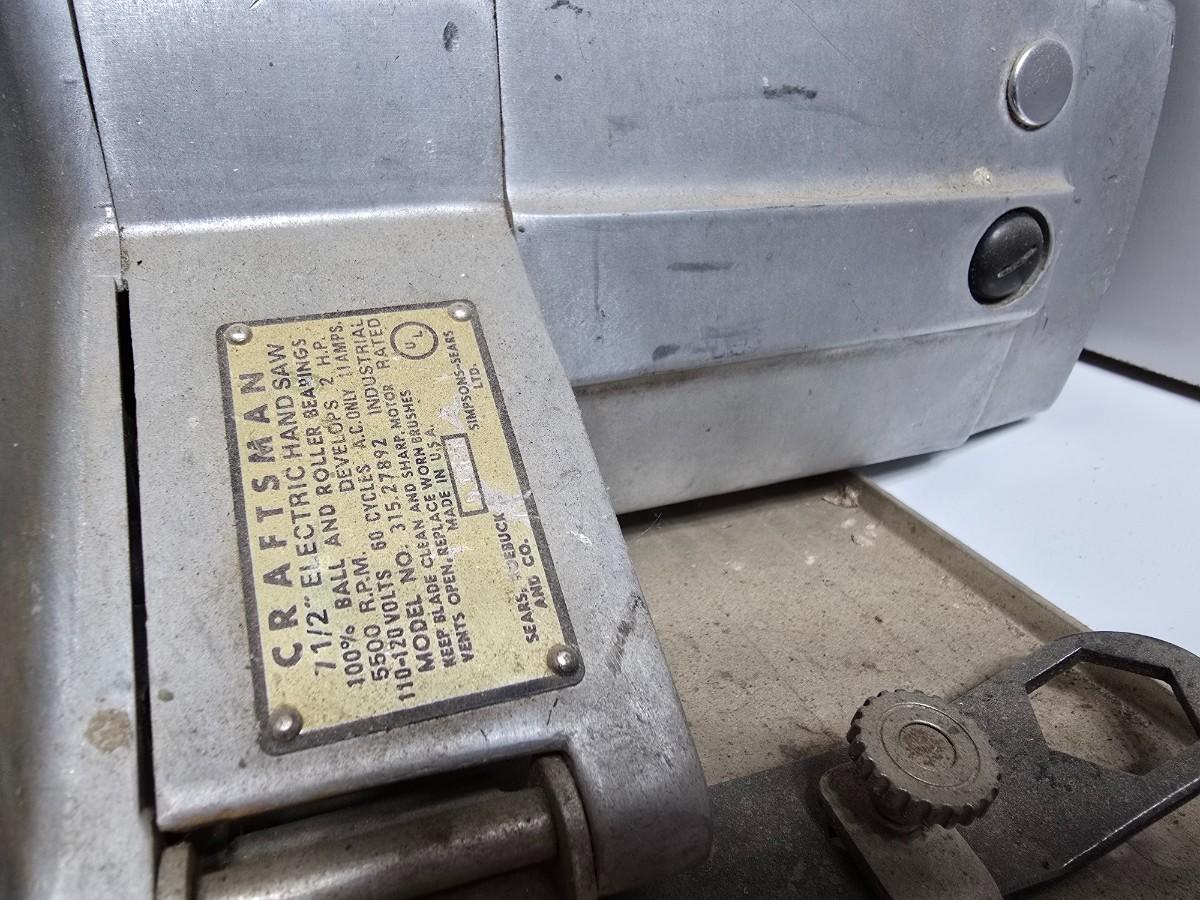 CRAFTSMAN
7 1/2" ELECTRIC HAND SAW
100% BALL AND ROLLER BEARINGS
5500 R.P.M. DEVELOPS 2 H.P.
110-120 VOLTS 60 CYCLES A.C. ONLY 11 AMPS.
MODEL NO. 315.27892 INDUSTRIAL RATED
KEEP BLADE CLEAN AND SHARP. MOTOR
VENTS OPEN. REPLACE WORN BRUSHES
MADE IN U.S.A.
UL
SEARS, ROEBUCK
AND CO.
SIMPSONS-SEARS
LTD.